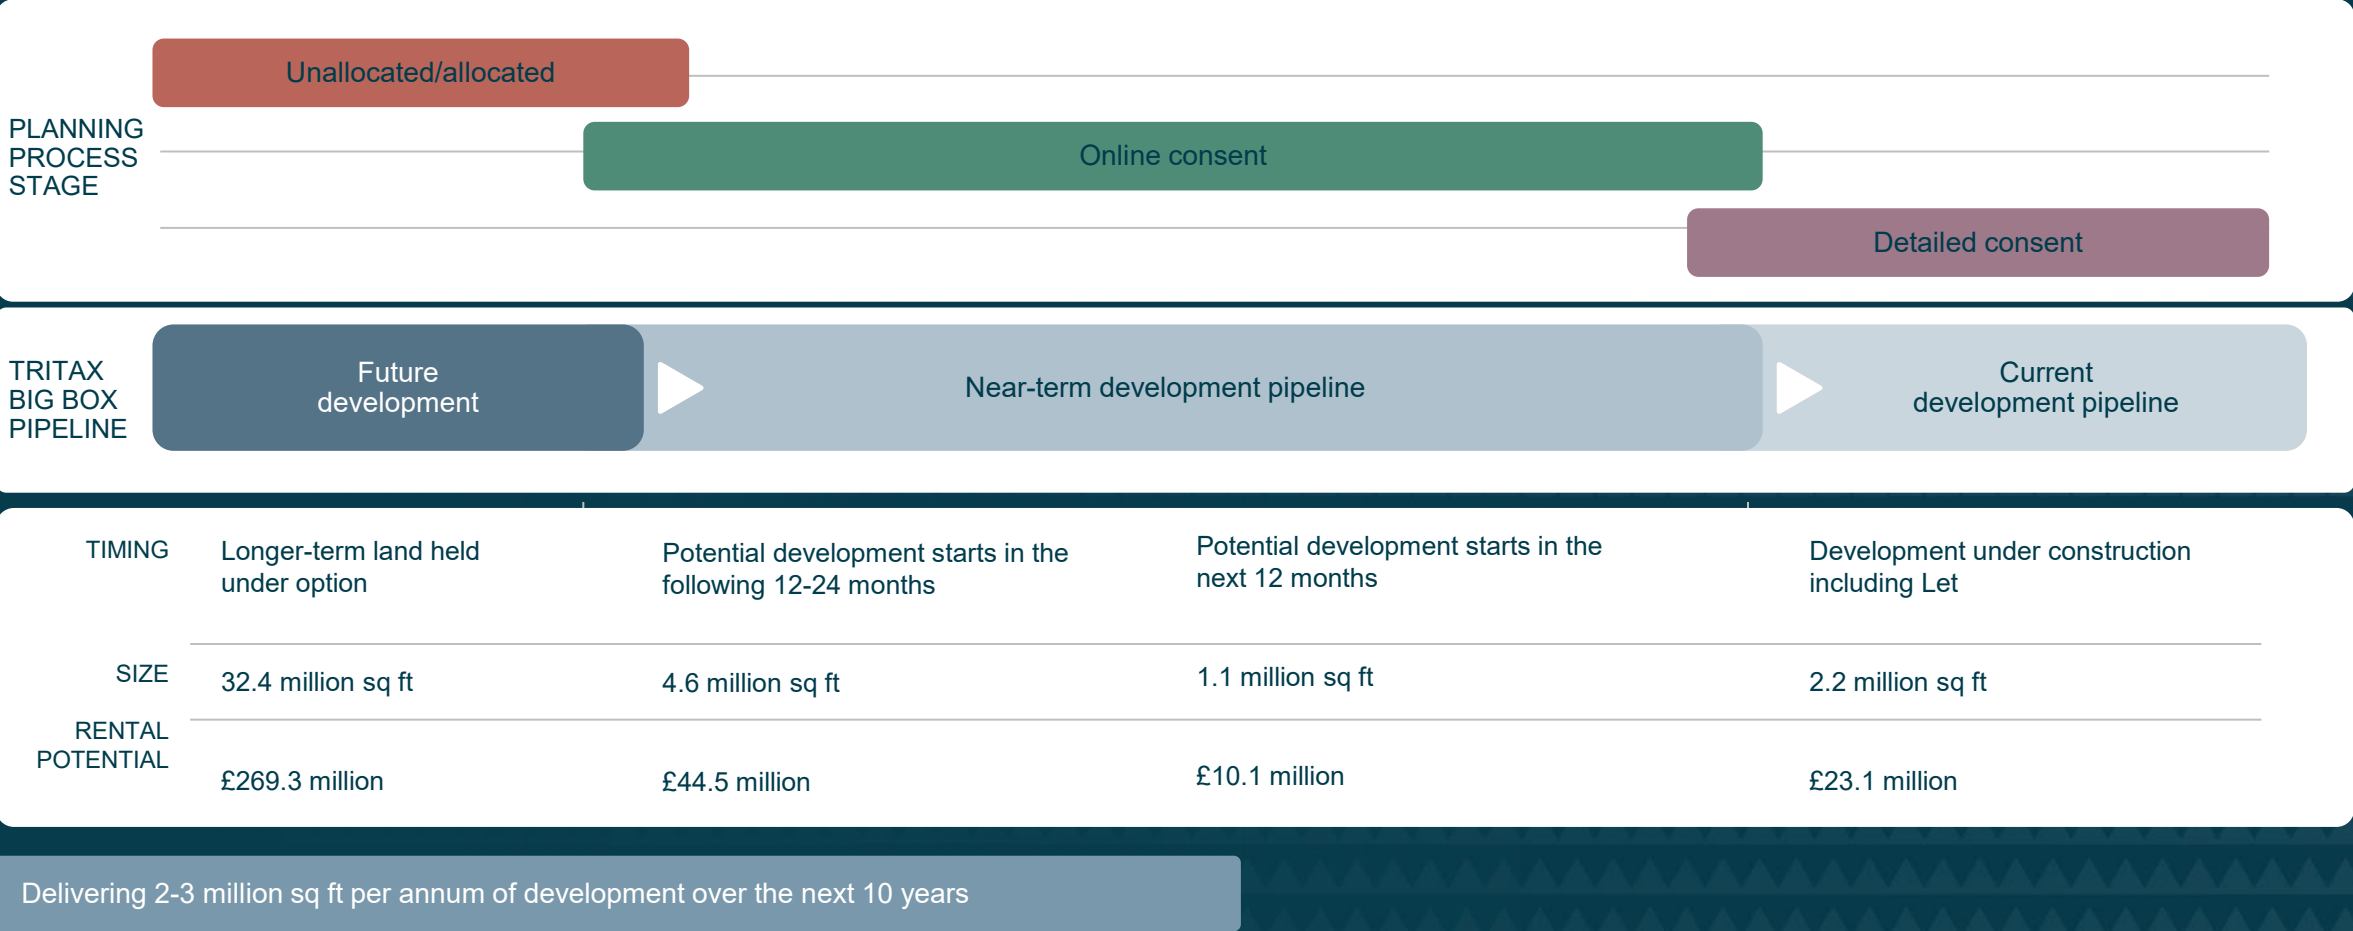 Unallocated/allocated
PLANNING
PROCESS
STAGE
Online consent
Detailed consent
TRITAX
BIG BOX
PIPELINE
Future
development
Near-term development pipeline
Current
development pipeline
TIMING
Longer-term land held
under option
Potential development starts in the
following 12-24 months
Potential development starts in the
next 12 months
Development under construction
including Let
SIZE
32.4 million sq ft
4.6 million sq ft
1.1 million sq ft
2.2 million sq ft
RENTAL
POTENTIAL
£269.3 million
£44.5 million
£10.1 million
£23.1 million
Delivering 2-3 million sq ft per annum of development over the next 10 years